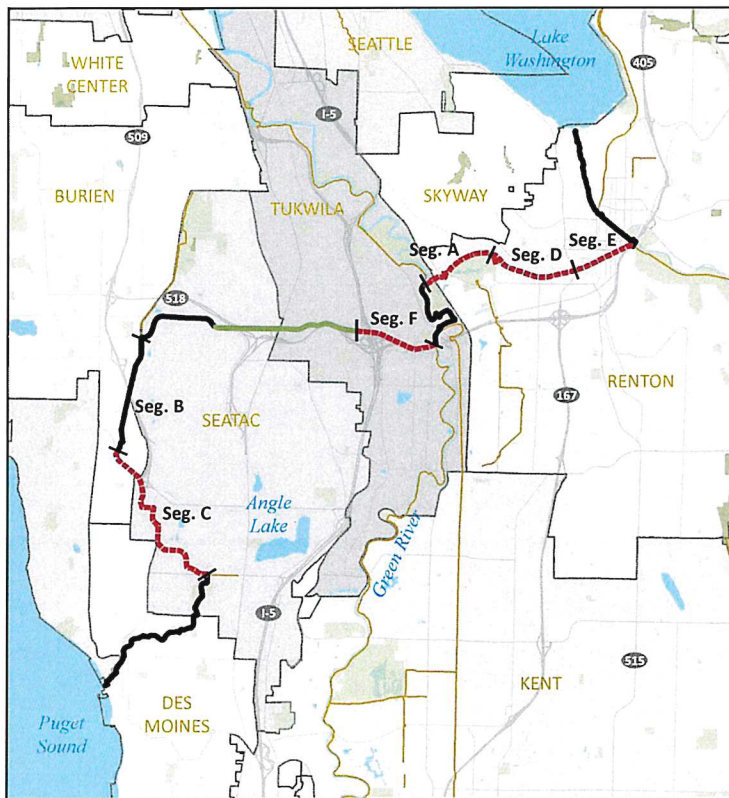 SEATTLE
Lake
Washington
WHITE
CENTER
405
I-5
509
BURIEN
TUKWILA
SKYWAY
Seg. A
Seg. D
Seg. E
518
Seg. F
RENTON
167
Seg. B
SEATAC
Seg. C
Angle
Lake
Green River
I-5
515
KENT
DES
MOINES
Puget
Sound